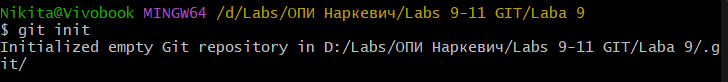 Nikita@Vivobook MINGW64 /d/Labs/ОПИ Наркевич/Labs 9-11 GIT/Laba 9
$ git init
Initialized empty Git repository in D:/Labs/ОПИ Наркевич/Labs 9-11 GIT/Laba 9/.g
it/